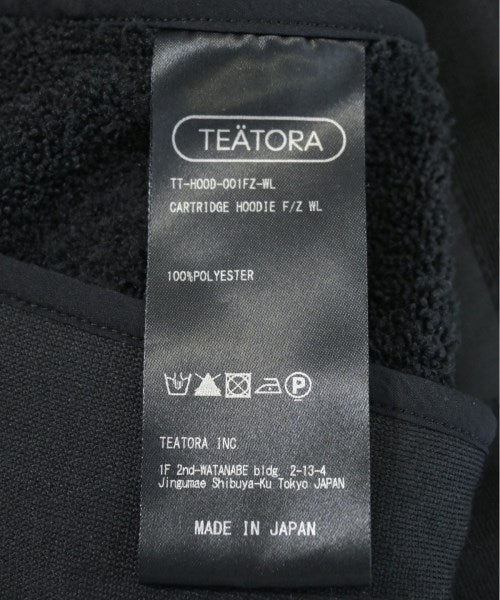 TEÄTORA
TT-HOOD-001FZ-WL
CARTRIDGE HOODIE F/Z WL
100%POLYESTER
P
TEATORA INC
1F 2nd-WATANABE bldg 2-13-4
Jingumae Shibuya-Ku Tokyo JAPAN
MADE IN JAPAN